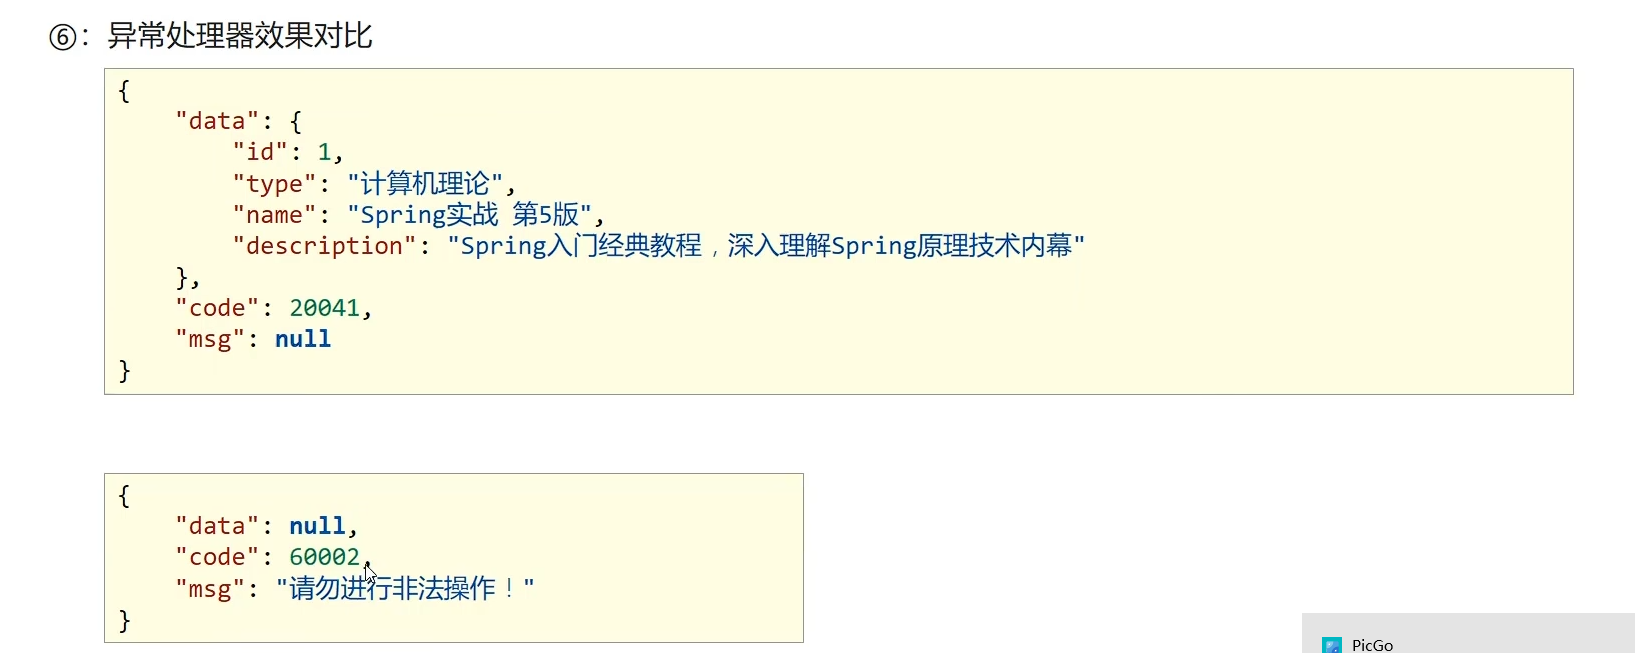 ⑥：异常处理器效果对比
{
    "data": {
        "id": 1,
        "type": "计算机理论",
        "name": "Spring实战 第5版",
        "description": "Spring入门经典教程，深入理解Spring原理技术内幕"
    },
    "code": 20041,
    "msg": null
}
{
    "data": null,
    "code": 60002,
    "msg": "请勿进行非法操作！"
}
PicGo